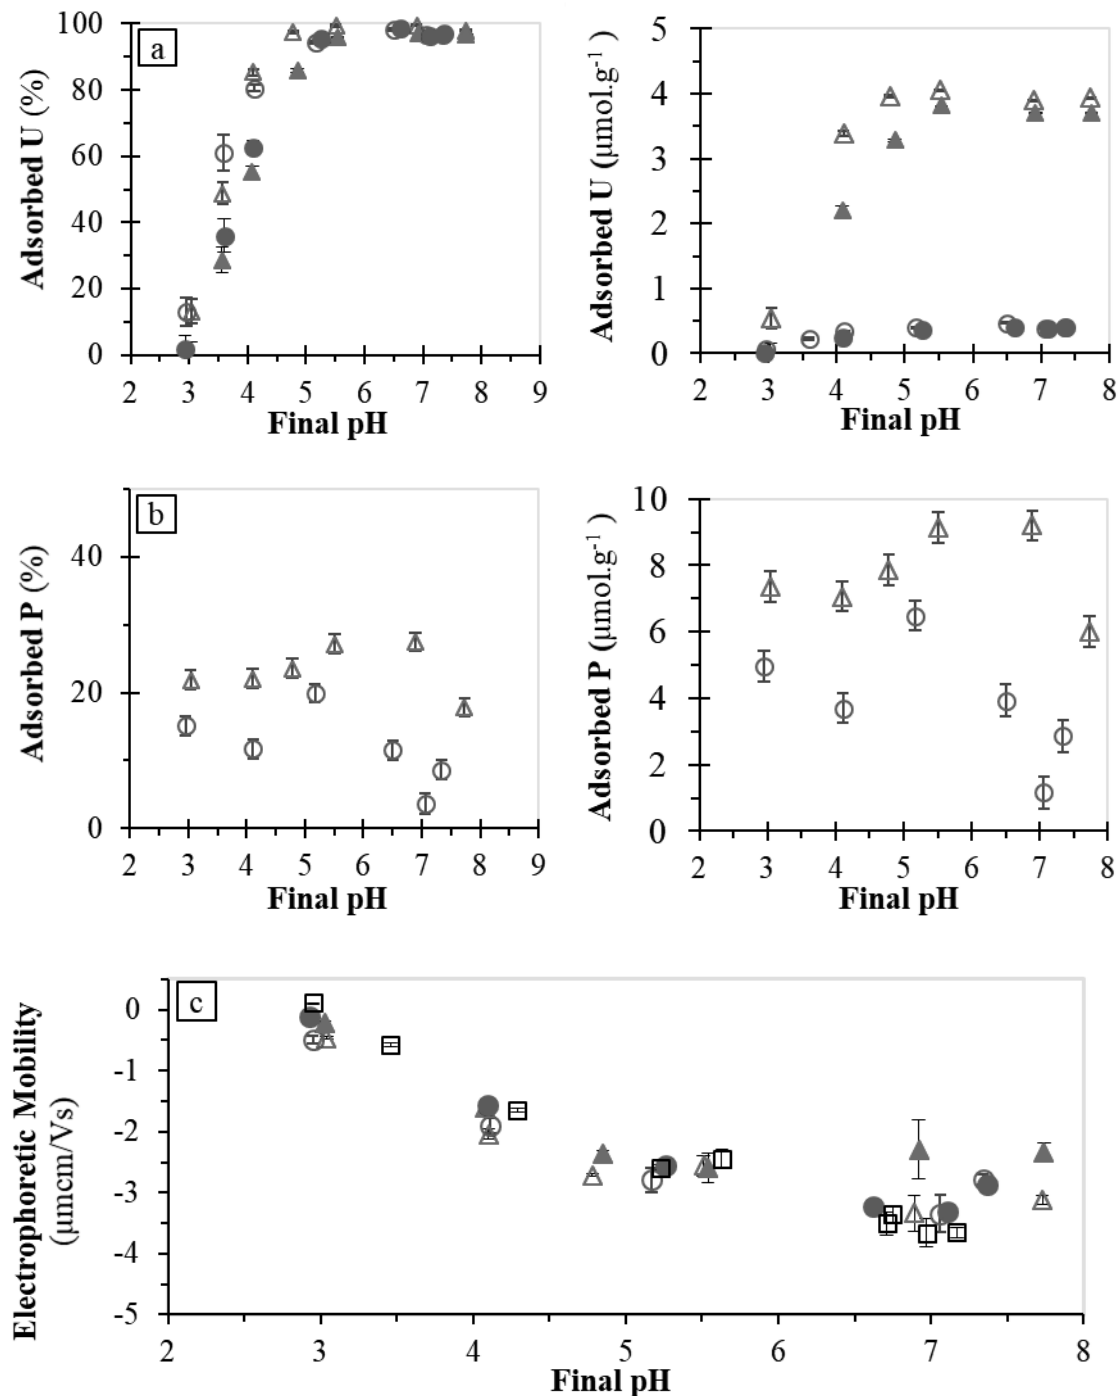 a
Adsorbed U (%)
100
80
60
40
20
0
2 3 4 5 6 7 8 9
Final pH
Adsorbed U (µmol.g⁻¹ )
5
4
3
2
1
0
2 3 4 5 6 7 8
Final pH
b
Adsorbed P (%)
40
20
0
2 3 4 5 6 7 8 9
Final pH
Adsorbed P (µmol.g⁻¹ )
10
8
6
4
2
0
2 3 4 5 6 7 8
Final pH
c
Electrophoretic Mobility
(µmcm/Vs)
0
-1
-2
-3
-4
-5
2 3 4 5 6 7 8
Final pH